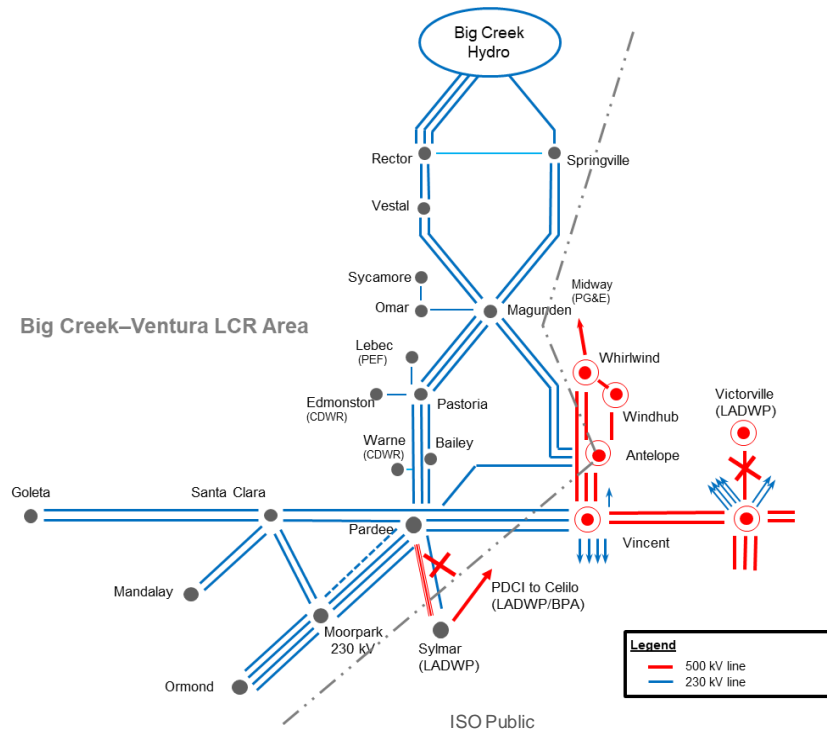 Big Creek
Hydro
Rector
Springville
Vestal
Sycamore
Omar
Magunden
Midway
(PG&E)
Big Creek–Ventura LCR Area
Lebec
(PEF)
Whirlwind
Edmonston
(CDWR)
Pastoria
Windhub
Victorville
(LADWP)
Warne
(CDWR)
Bailey
Antelope
Goleta
Santa Clara
Pardee
Vincent
Mandalay
PDCI to Celilo
(LADWP/BPA)
Moorpark
230 kV
Sylmar
(LADWP)
Ormond
Legend
500 kV line
230 kV line
ISO Public